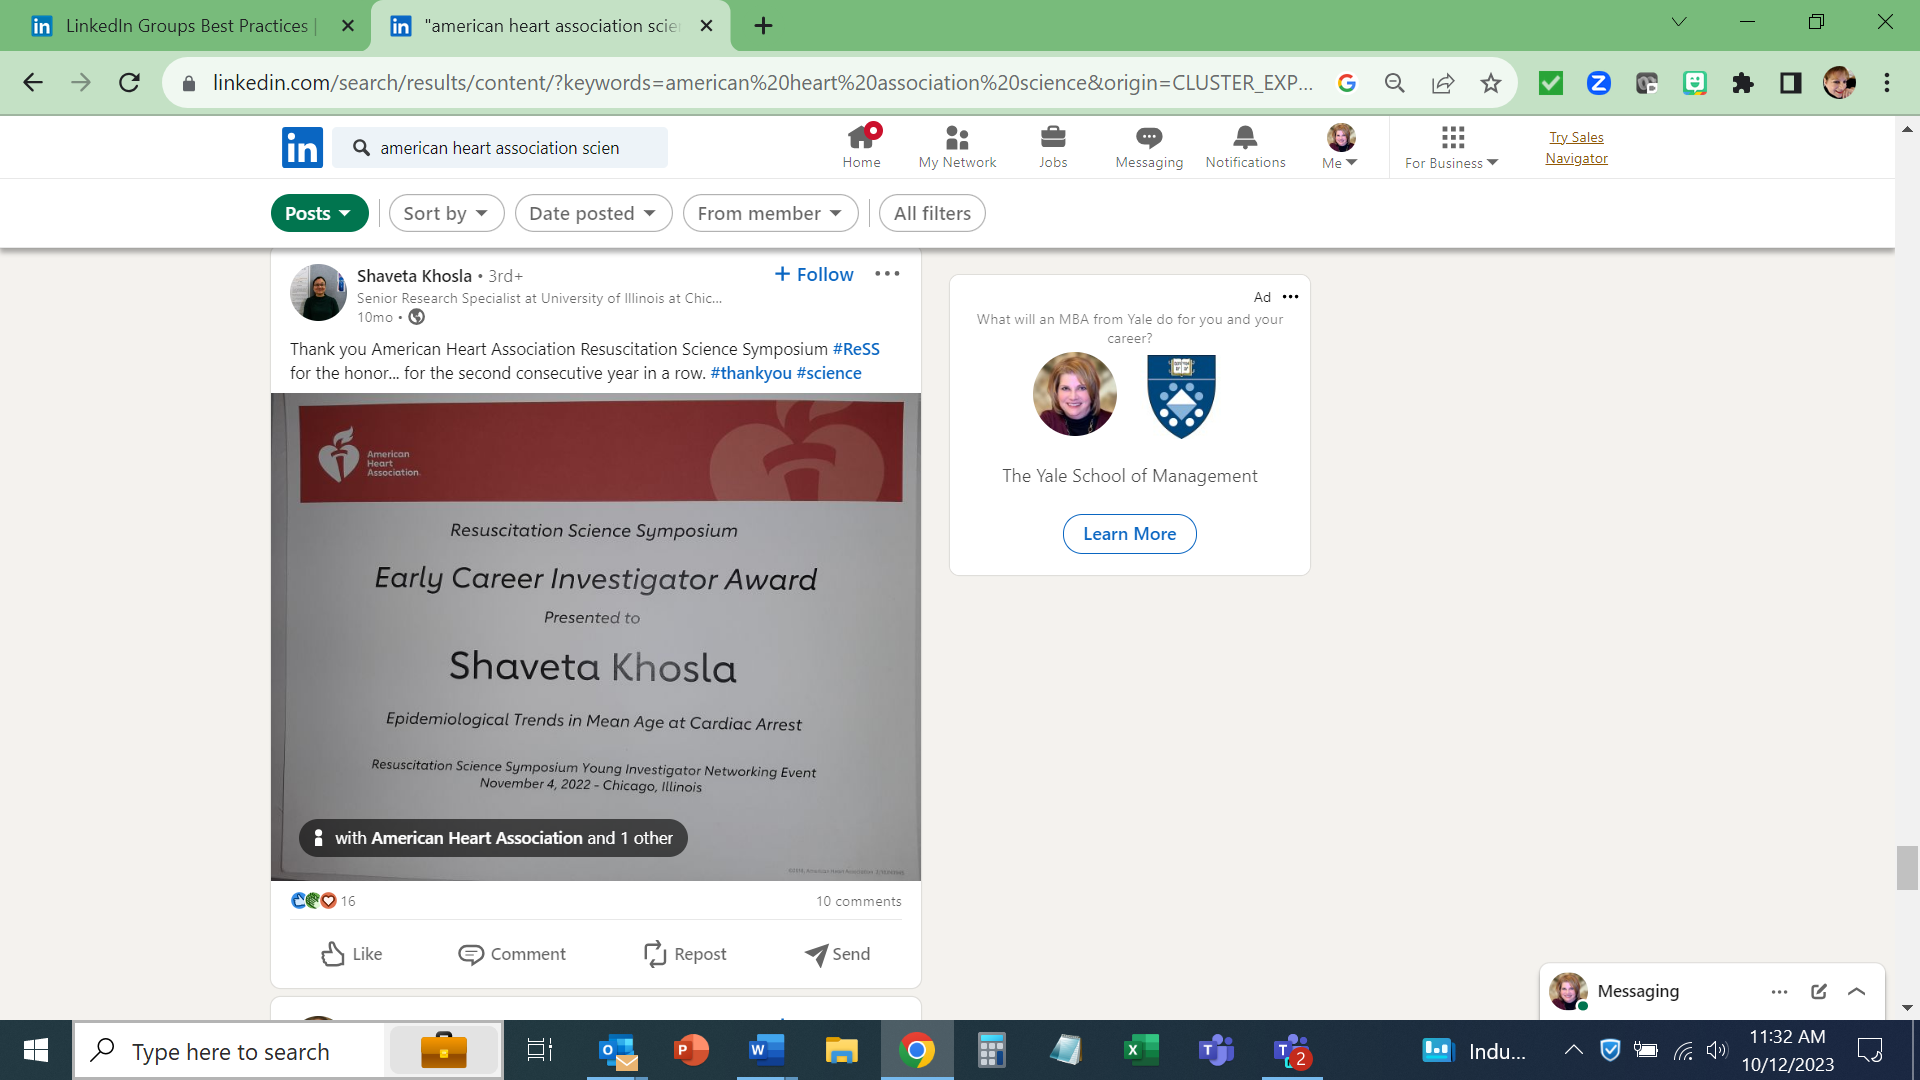 LinkedIn Groups Best Practices |
"american heart association scie
linkedin.com/search/results/content/?keywords=american%20heart%20association%20science&origin=CLUSTER_EXP...
american heart association scien
Home
My Network
Jobs
Messaging
Notifications
Me
For Business
Try Sales
Navigator
Posts
Sort by
Date posted
From member
All filters
Shaveta Khosla • 3rd+
+ Follow
Senior Research Specialist at University of Illinois at Chic...
10mo •
Thank you American Heart Association Resuscitation Science Symposium #ReSS
for the honor... for the second consecutive year in a row. #thankyou #science
American
Heart
Association.
Resuscitation Science Symposium
Early Career Investigator Award
Presented to
Shaveta Khosla
Epidemiological Trends in Mean Age at Cardiac Arrest
Resuscitation Science Symposium Young Investigator Networking Event
November 4, 2022 - Chicago, Illinois
with American Heart Association and 1 other
16
10 comments
Like
Comment
Repost
Send
Ad
What will an MBA from Yale do for you and your
career?
The Yale School of Management
Learn More
Messaging
Type here to search
2
Indu...
11:32 AM
10/12/2023